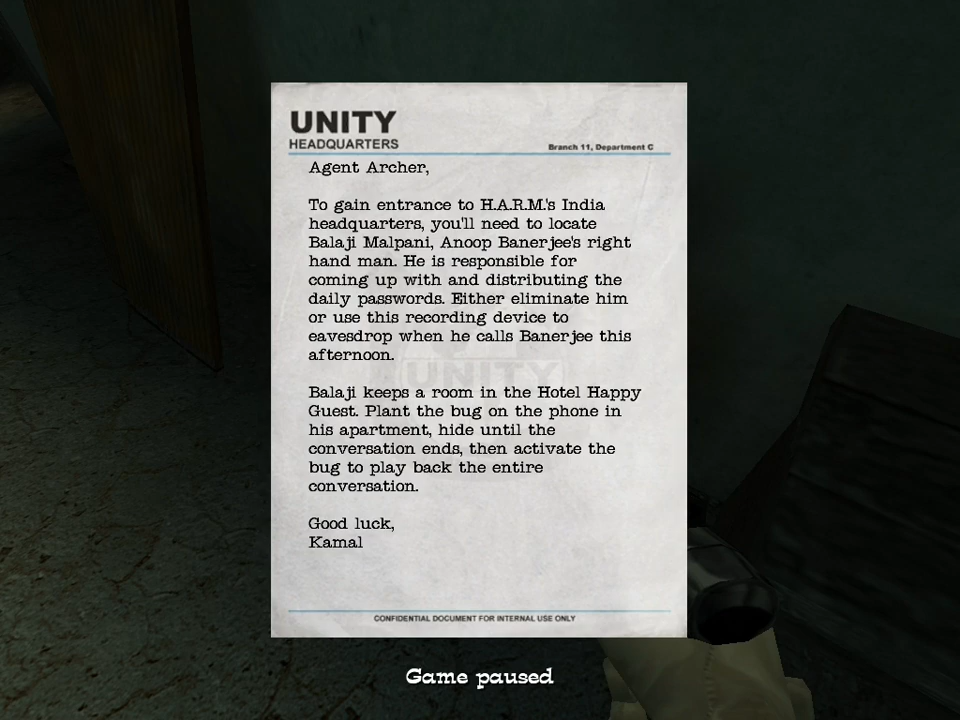 UNITY
HEADQUARTERS
Branch 11, Department C
Agent Archer,
To gain entrance to H.A.R.M.'s India
headquarters, you'll need to locate
Balaji Malpani, Anoop Banerjee's right
hand man. He is responsible for
coming up with and distributing the
daily passwords. Either eliminate him
or use this recording device to
eavesdrop when he calls Banerjee this
afternoon.
UNITY
Balaji keeps a room in the Hotel Happy
Guest. Plant the bug on the phone in
his apartment, hide until the
conversation ends, then activate the
bug to play back the entire
conversation.
Good luck,
Kamal
CONFIDENTIAL DOCUMENT FOR INTERNAL USE ONLY
Game paused